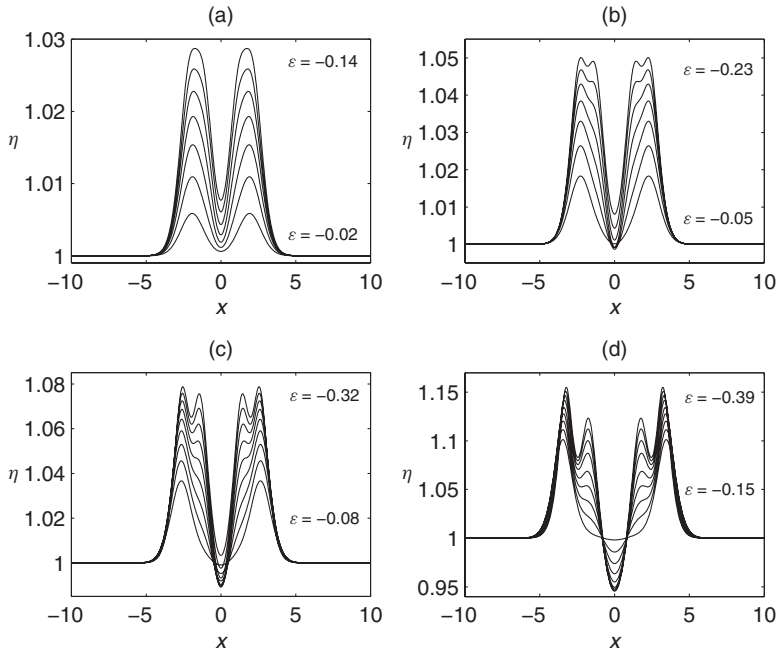 (a)
1.03
ε = −0.14
1.02
η
1.01
ε = −0.02
1
−10 −5 0 5 10
x
(b)
1.05
ε = −0.23
1.04
η
1.03
1.02
1.01
ε = −0.05
1
−10 −5 0 5 10
x
(c)
1.08
ε = −0.32
1.06
η
1.04
1.02
ε = −0.08
1
−10 −5 0 5 10
x
(d)
1.15
ε = −0.39
1.1
η
1.05
ε = −0.15
1
0.95
−10 −5 0 5 10
x